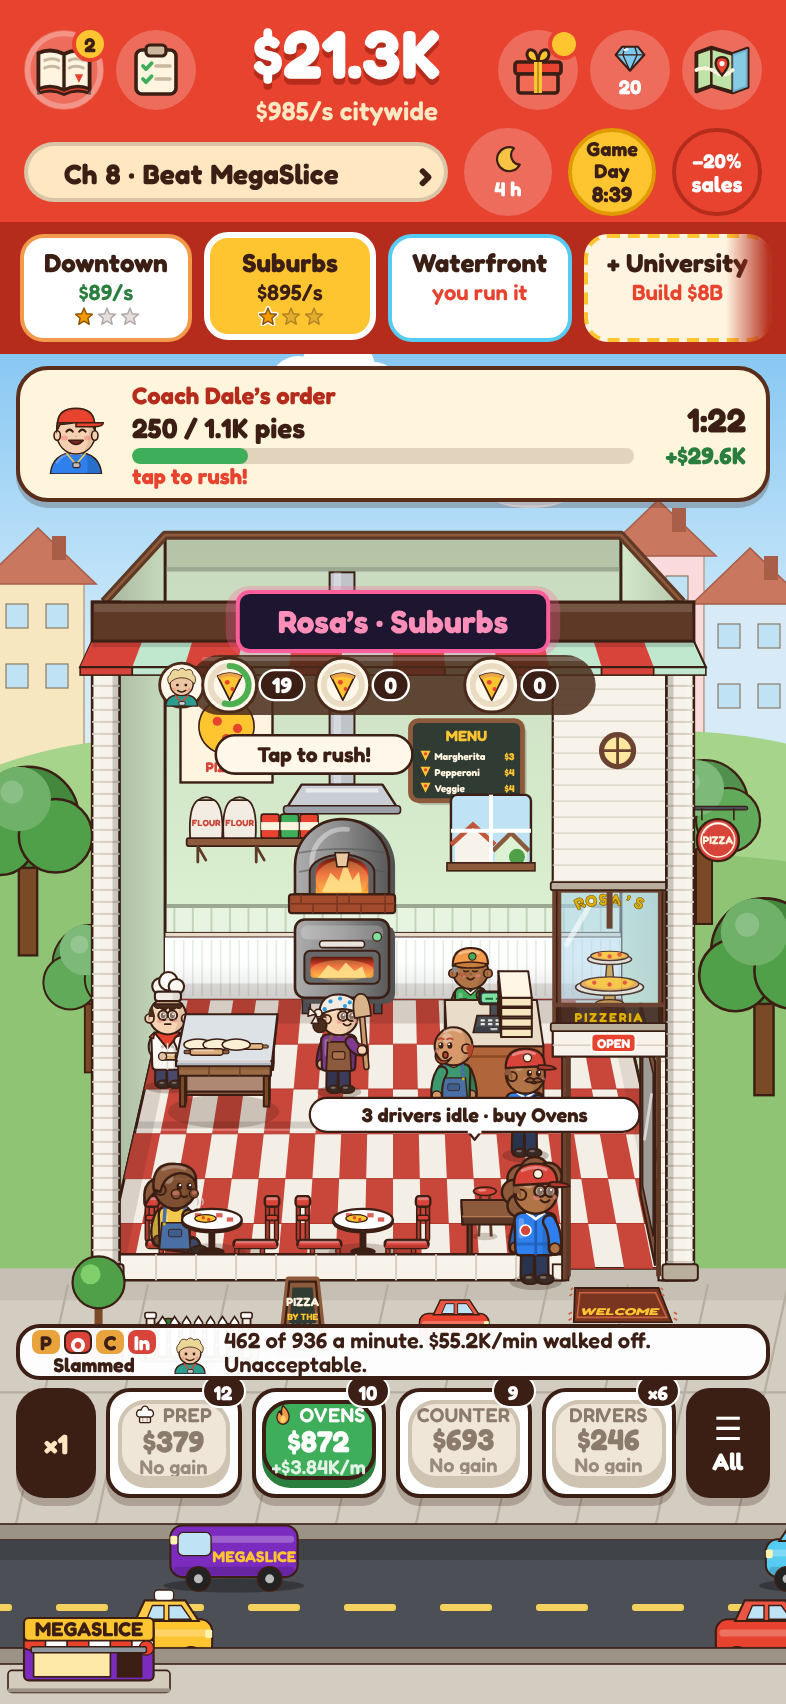 2
$21.3K
$985/s citywide
20
Ch 8 · Beat MegaSlice
4 h
Game
Day
8:39
−20%
sales
Downtown
$89/s
Suburbs
$895/s
Waterfront
you run it
+ University
Build $8B
Coach Dale's order
250 / 1.1K pies
tap to rush!
1:22
+$29.6K
Rosa's · Suburbs
19
0
0
Tap to rush!
MENU
Margherita $3
Pepperoni $4
Veggie $4
FLOUR
FLOUR
PIZZA
ROSA'S
PIZZERIA
OPEN
3 drivers idle · buy Ovens
PIZZA
BY THE
WELCOME
P O C In
Slammed
462 of 936 a minute. $55.2K/min walked off.
Unacceptable.
x1
12
PREP
$379
No gain
10
OVENS
$872
+$3.84K/m
9
COUNTER
$693
No gain
x6
DRIVERS
$246
No gain
All
MEGASLICE
MEGASLICE